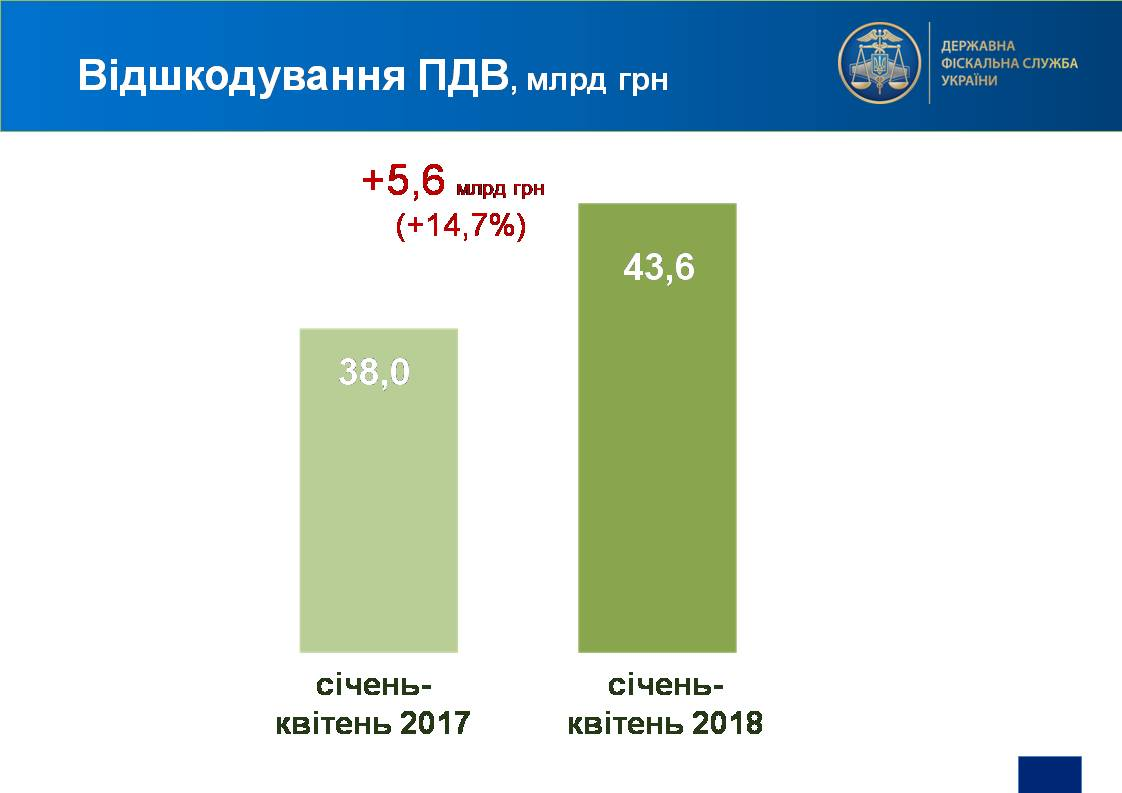 Відшкодування ПДВ, млрд грн
ДЕРЖАВНА
ФІСКАЛЬНА СЛУЖБА
УКРАЇНИ
+5,6 млрд грн
(+14,7%)
43,6
38,0
січень-
квітень 2017
січень-
квітень 2018